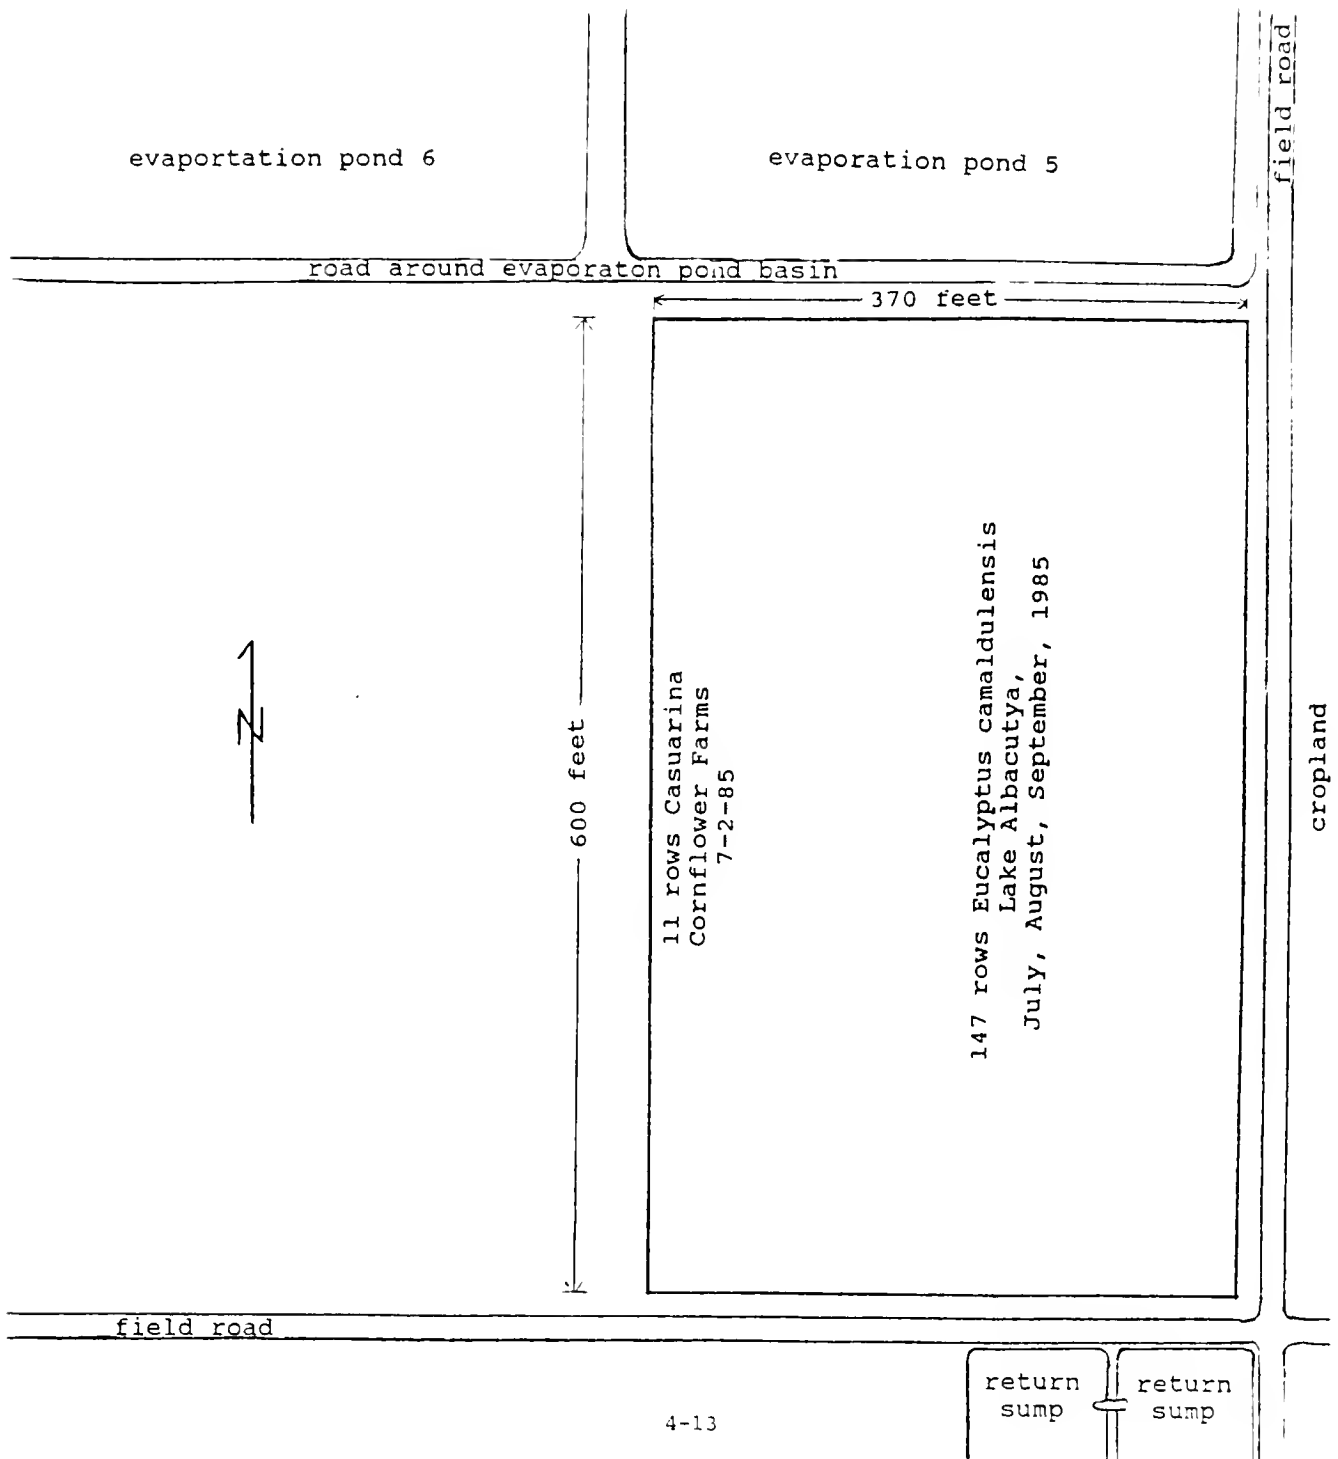 field road
evaportation pond 6
evaporation pond 5
road around evaporaton pond basin
370 feet
600 feet
11 rows Casuarina
Cornflower Farms
7-2-85
147 rows Eucalyptus camaldulensis
Lake Albacutya,
July, August, September, 1985
cropland
N
field road
return
sump
return
sump
4-13